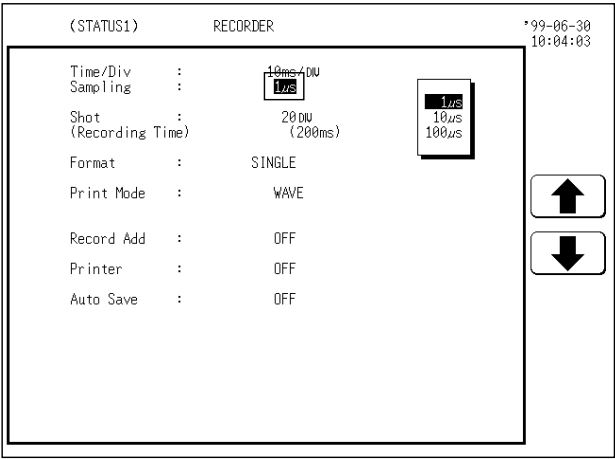 (STATUS1) RECORDER '99-06-30
10:04:03
Time/Div : 10ms/DIV
Sampling : 1µs
1µs
10µs
100µs
Shot : 20DIV
(Recording Time) (200ms)
Format : SINGLE
Print Mode : WAVE
Record Add : OFF
Printer : OFF
Auto Save : OFF